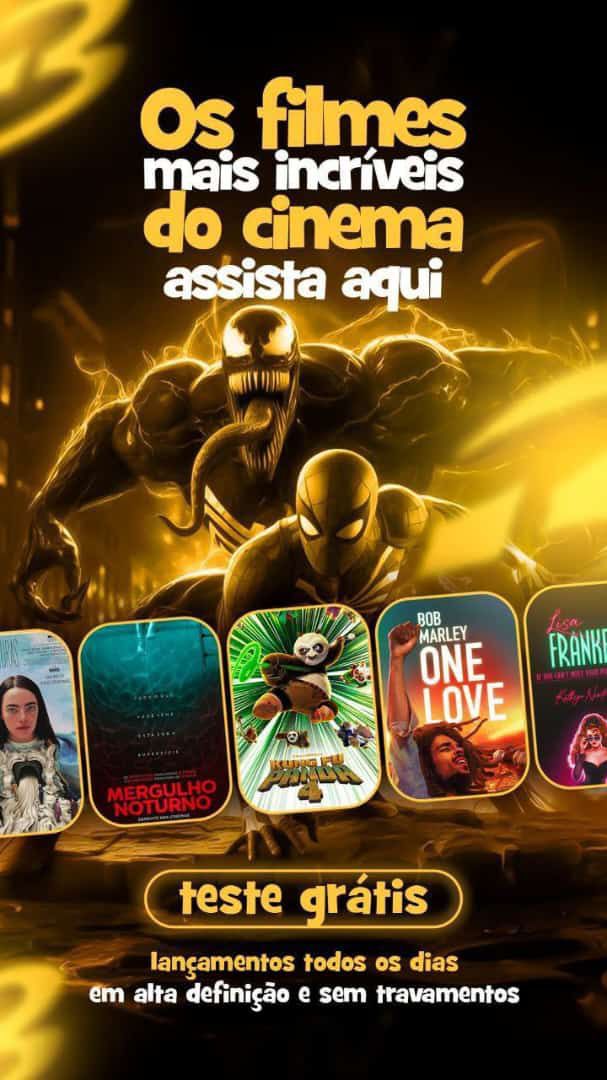 Os filmes
mais incríveis
do cinema
assista aqui
BOB
MARLEY
ONE
LOVE
Lisa
MERGULHO
NOTURNO
KUNG FU
PANDA
4
teste grátis
lançamentos todos os dias
em alta definição e sem travamentos